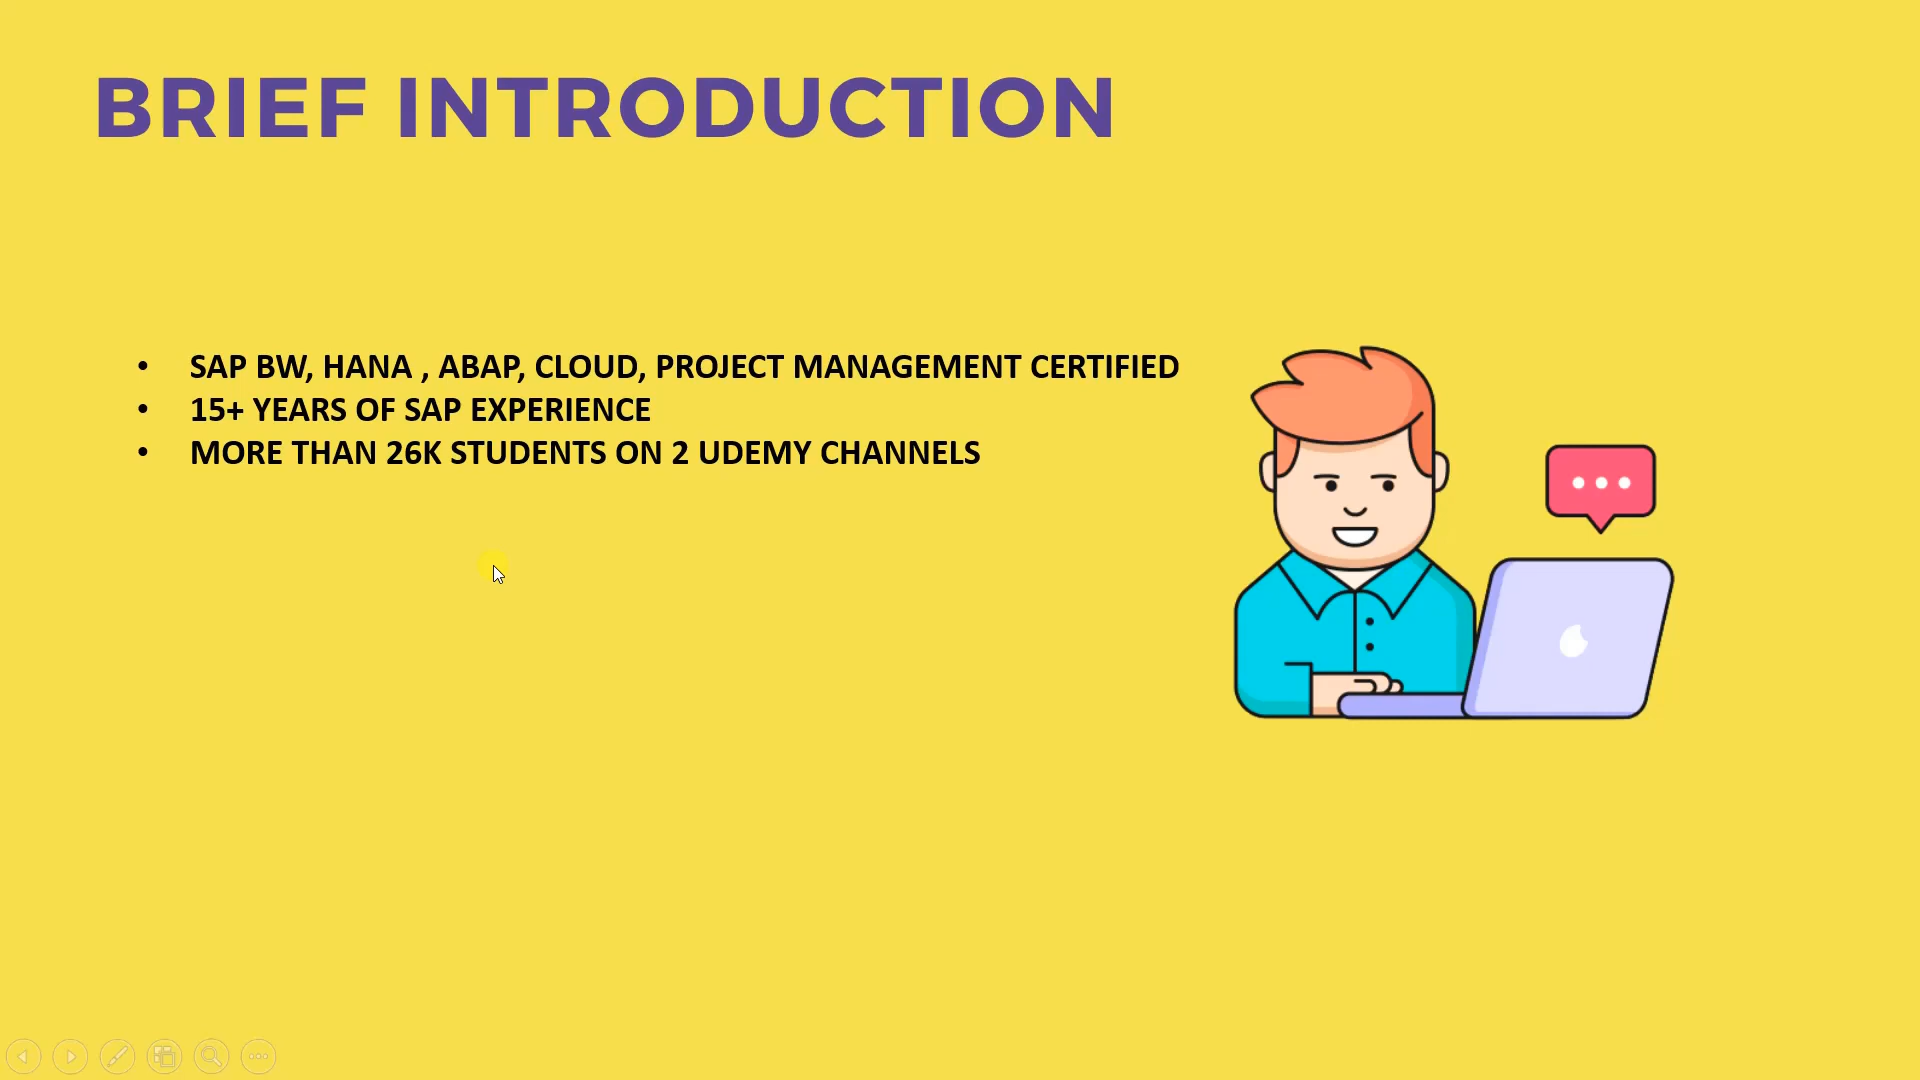 BRIEF INTRODUCTION
• SAP BW, HANA , ABAP, CLOUD, PROJECT MANAGEMENT CERTIFIED
• 15+ YEARS OF SAP EXPERIENCE
• MORE THAN 26K STUDENTS ON 2 UDEMY CHANNELS